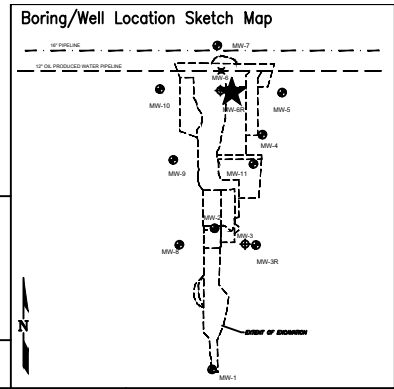 Boring/Well Location Sketch Map
MW-7
16" PIPELINE
12" OIL PRODUCED WATER PIPELINE
MW-6
MW-10
MW-5
MW-6R
MW-4
MW-9
MW-11
MW-2
MW-8
MW-3
MW-3R
N
EXTENT OF EXCAVATION
MW-1